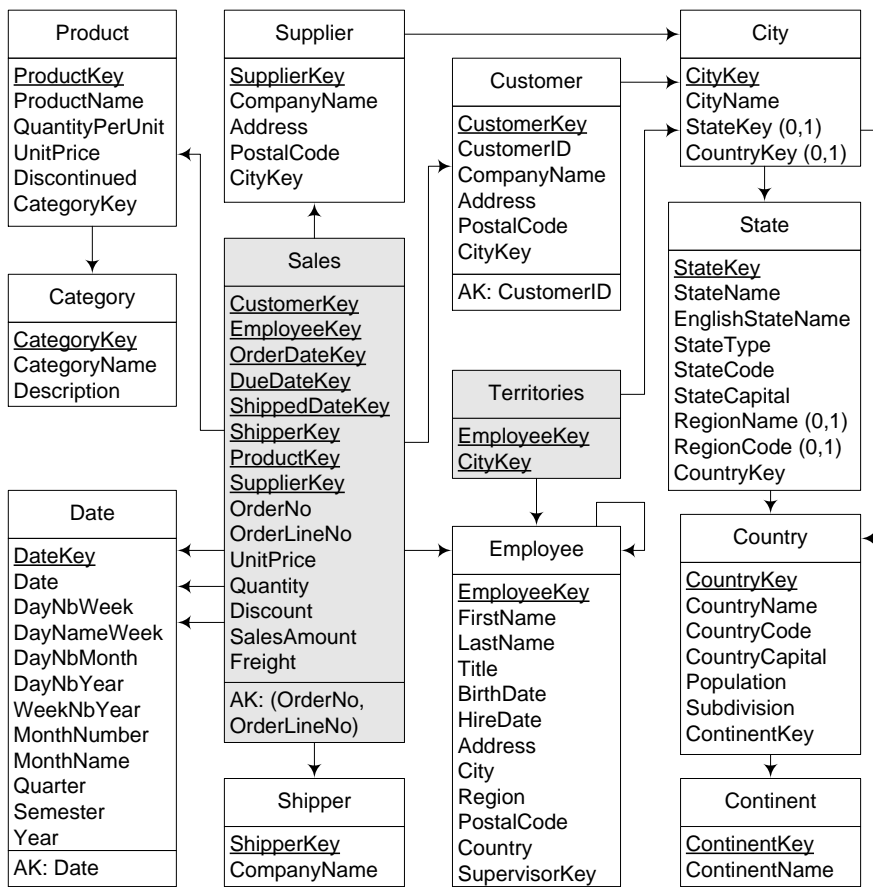 Product
ProductKey
ProductName
QuantityPerUnit
UnitPrice
Discontinued
CategoryKey
Category
CategoryKey
CategoryName
Description
Date
DateKey
Date
DayNbWeek
DayNameWeek
DayNbMonth
DayNbYear
WeekNbYear
MonthNumber
MonthName
Quarter
Semester
Year
AK: Date
Supplier
SupplierKey
CompanyName
Address
PostalCode
CityKey
Sales
CustomerKey
EmployeeKey
OrderDateKey
DueDateKey
ShippedDateKey
ShipperKey
ProductKey
SupplierKey
OrderNo
OrderLineNo
UnitPrice
Quantity
Discount
SalesAmount
Freight
AK: (OrderNo,
OrderLineNo)
Shipper
ShipperKey
CompanyName
Customer
CustomerKey
CustomerID
CompanyName
Address
PostalCode
CityKey
AK: CustomerID
Territories
EmployeeKey
CityKey
Employee
EmployeeKey
FirstName
LastName
Title
BirthDate
HireDate
Address
City
Region
PostalCode
Country
SupervisorKey
City
CityKey
CityName
StateKey (0,1)
CountryKey (0,1)
State
StateKey
StateName
EnglishStateName
StateType
StateCode
StateCapital
RegionName (0,1)
RegionCode (0,1)
CountryKey
Country
CountryKey
CountryName
CountryCode
CountryCapital
Population
Subdivision
ContinentKey
Continent
ContinentKey
ContinentName